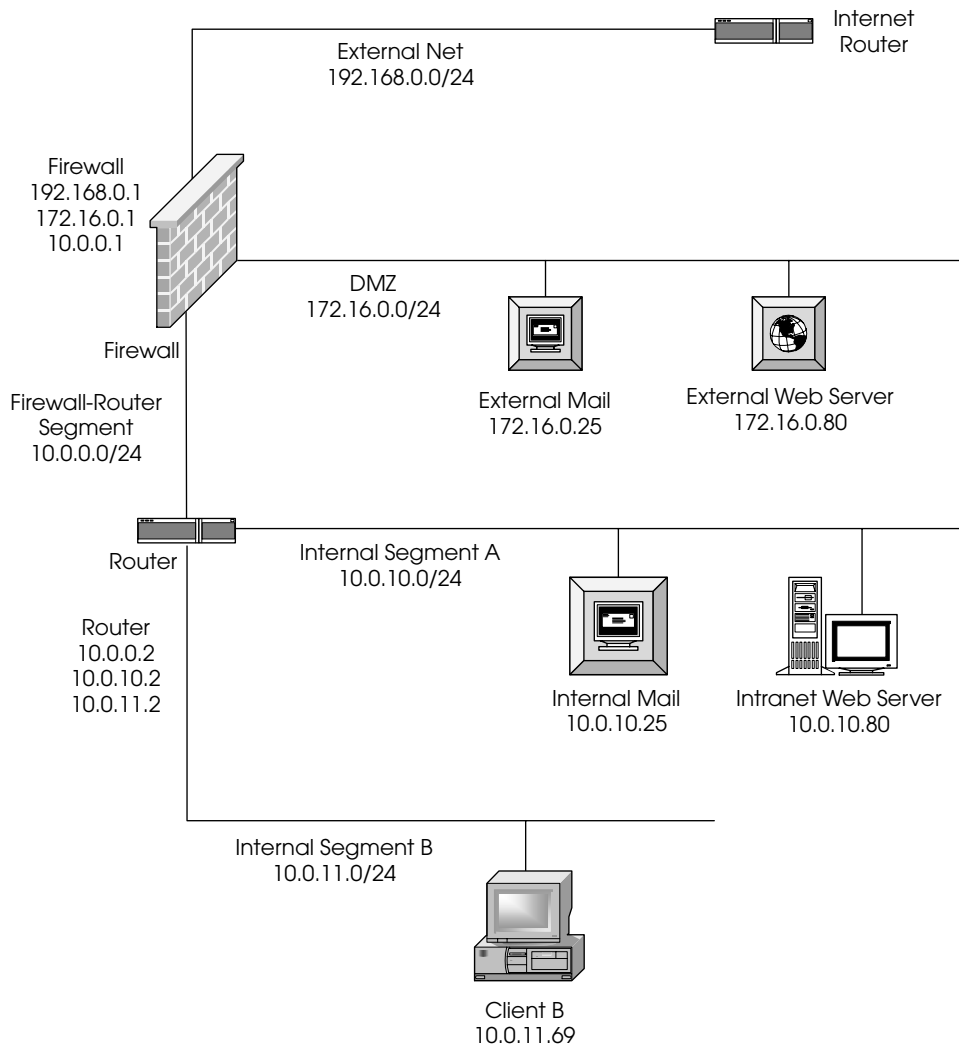 Internet
Router
External Net
192.168.0.0/24
Firewall
192.168.0.1
172.16.0.1
10.0.0.1
DMZ
172.16.0.0/24
Firewall
External Mail
172.16.0.25
External Web Server
172.16.0.80
Firewall-Router
Segment
10.0.0.0/24
Router
Internal Segment A
10.0.10.0/24
Router
10.0.0.2
10.0.10.2
10.0.11.2
Internal Mail
10.0.10.25
Intranet Web Server
10.0.10.80
Internal Segment B
10.0.11.0/24
Client B
10.0.11.69